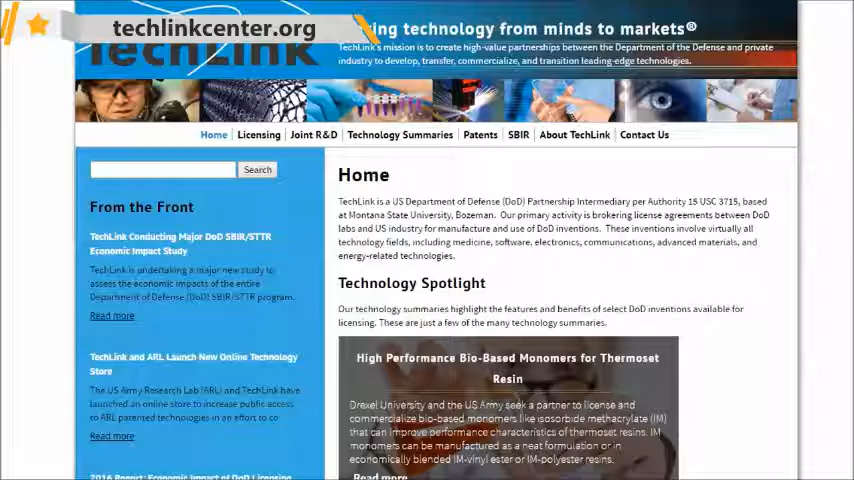 techlinkcenter.org
TechLink
technology from minds to markets®
TechLink's mission is to create high-value partnerships between the Department of the Defense and private
industry to develop, transfer, commercialize, and transition leading-edge technologies.
Home Licensing Joint R&D Technology Summaries Patents SBIR About TechLink Contact Us
Search
From the Front
TechLink Conducting Major DoD SBIR/STTR
Economic Impact Study
TechLink is undertaking a major new study to
assess the economic impacts of the entire
Department of Defense (DoD) SBIR/STTR program.
Read more
TechLink and ARL Launch New Online Technology
Store
The US Army Research Lab (ARL) and TechLink have
launched an online store to increase public access
to ARL patented technologies in an effort to co
Read more
2016 Report: Economic Impact of DoD Licensing
Home
TechLink is a US Department of Defense (DoD) Partnership Intermediary per Authority 15 USC 3715, based
at Montana State University, Bozeman. Our primary activity is brokering license agreements between DoD
labs and US industry for manufacture and use of DoD inventions. These inventions involve virtually all
technology fields, including medicine, software, electronics, communications, advanced materials, and
energy-related technologies.
Technology Spotlight
Our technology summaries highlight the features and benefits of select DoD inventions available for
licensing. These are just a few of the many technology summaries.
High Performance Bio-Based Monomers for Thermoset
Resin
Drexel University and the US Army seek a partner to license and
commercialize bio-based monomers like isosorbide methacrylate (IM)
that can improve performance characteristics of thermoset resins. IM
monomers can be manufactured as a neat formulation or in
economically blended IM-vinyl ester or IM-polyester resins.
Read more